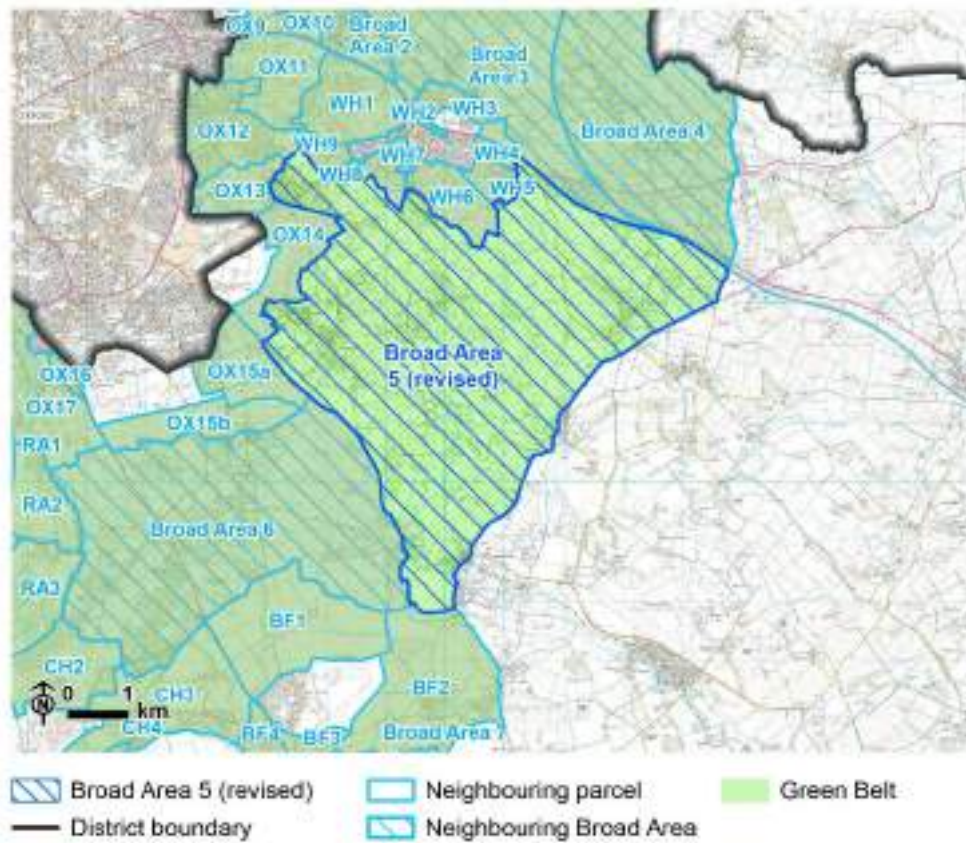 OX9
OX10
Broad
Area 2
OX11
Broad
Area 3
WH1
WH2
WH3
OX12
Broad Area 4
WH9
WH7
WH4
WH8
OX13
WH5
WH6
OX14
Broad Area
5 (revised)
OX16
OX15a
OX17
OX15b
RA1
RA2
Broad Area 6
RA3
BF1
CH2
BF2
CH3
CH4
BF4
BF3
Broad Area 7
N
0 1
km
Broad Area 5 (revised)
Neighbouring parcel
Green Belt
District boundary
Neighbouring Broad Area